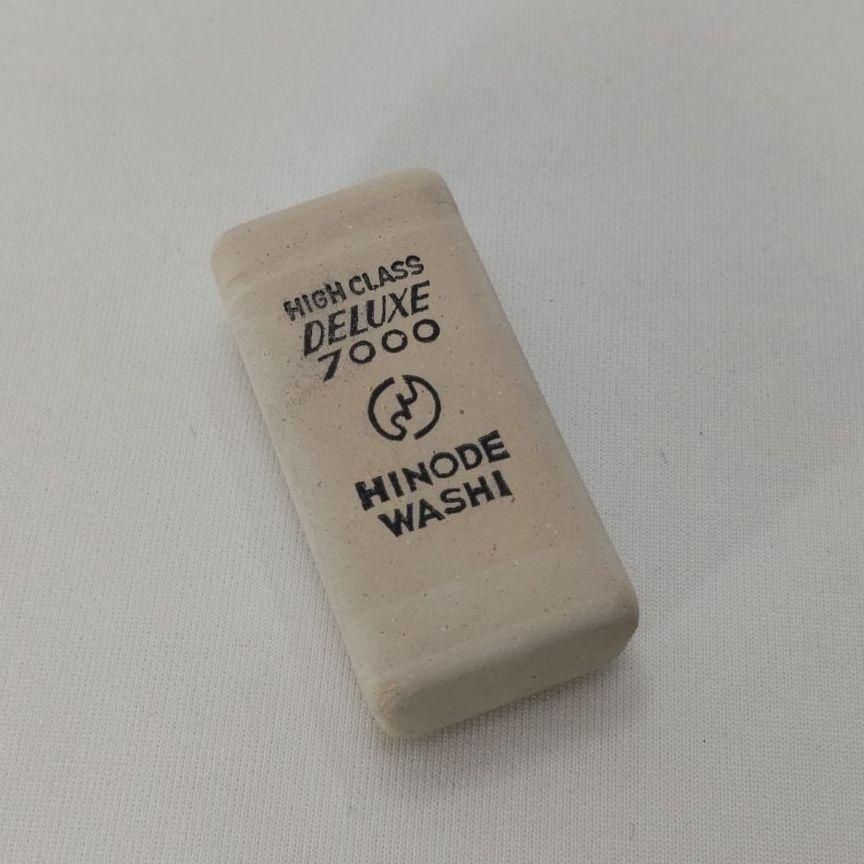 HIGH CLASS
DELUXE
7000
HINODE
WASHI